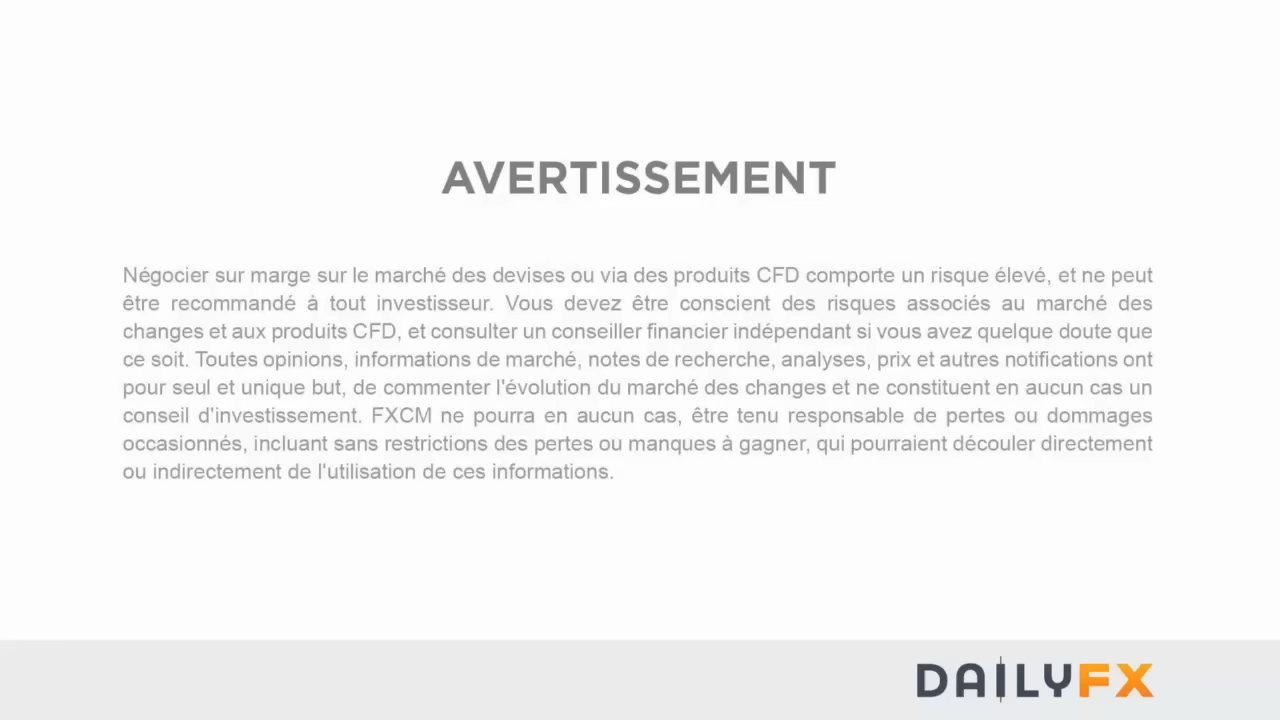 AVERTISSEMENT
Négocier sur marge sur le marché des devises ou via des produits CFD comporte un risque élevé, et ne peut
être recommandé à tout investisseur. Vous devez être conscient des risques associés au marché des
changes et aux produits CFD, et consulter un conseiller financier indépendant si vous avez quelque doute que
ce soit. Toutes opinions, informations de marché, notes de recherche, analyses, prix et autres notifications ont
pour seul et unique but, de commenter l'évolution du marché des changes et ne constituent en aucun cas un
conseil d'investissement. FXCM ne pourra en aucun cas, être tenu responsable de pertes ou dommages
occasionnés, incluant sans restrictions des pertes ou manques à gagner, qui pourraient découler directement
ou indirectement de l'utilisation de ces informations.
DAILYFX